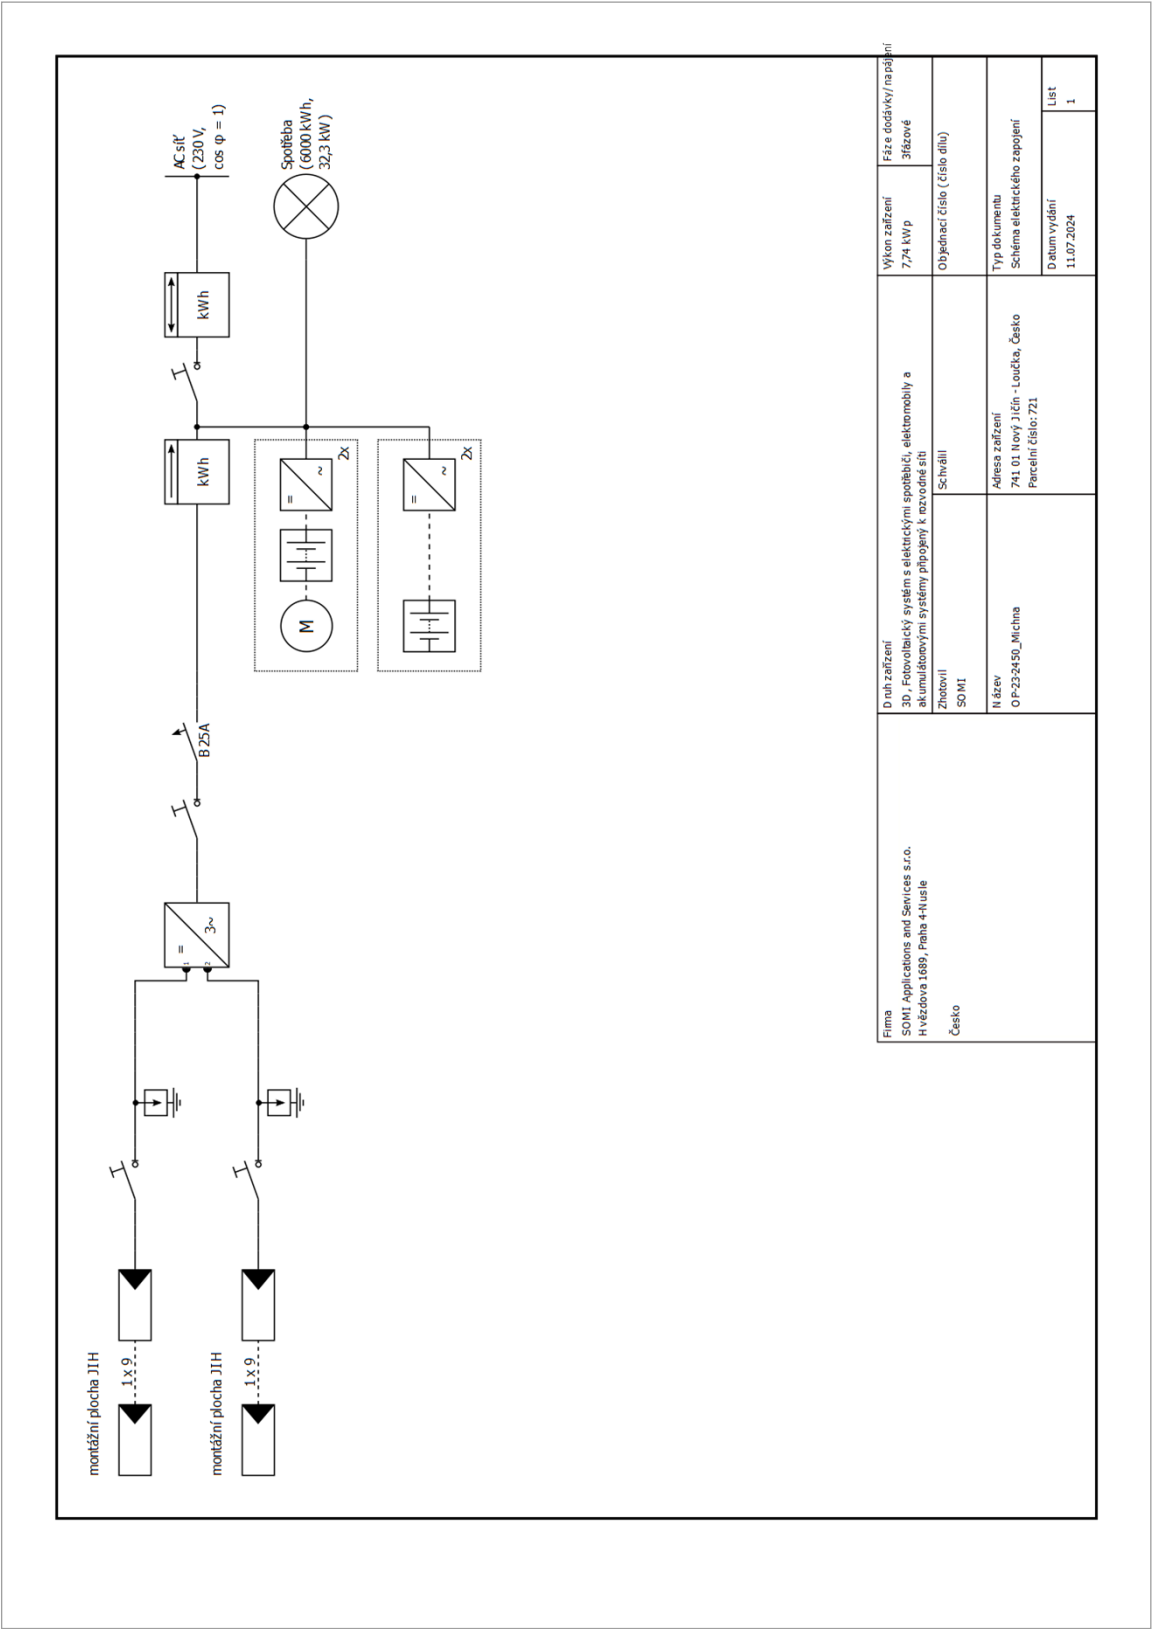 montážní plocha JIH
1 x 9
montážní plocha JIH
1 x 9
1
2
=
3~
B 25A
kWh
kWh
AC síť
(230 V,
cos φ = 1)
M
=
~
2x
=
~
2x
Spotřeba
(6000 kWh,
32,3 kW)
Firma
SOMI Applications and Services s.r.o.
Hvězdova 1689, Praha 4-Nusle
Česko
Druh zařízení
3D, Fotovoltaický systém s elektrickými spotřebiči, elektromobily a
akumulátorovými systémy připojený k rozvodné síti
Výkon zařízení
7,74 kWp
Fáze dodávky/napájení
3fázové
Zhotovil
SOMI
Schválil
Objednací číslo (číslo dílu)
Název
OP-23-2450_Michna
Adresa zařízení
741 01 Nový Jičín - Loučka, Česko
Parcelní číslo: 721
Typ dokumentu
Schéma elektrického zapojení
Datum vydání
11.07.2024
List
1